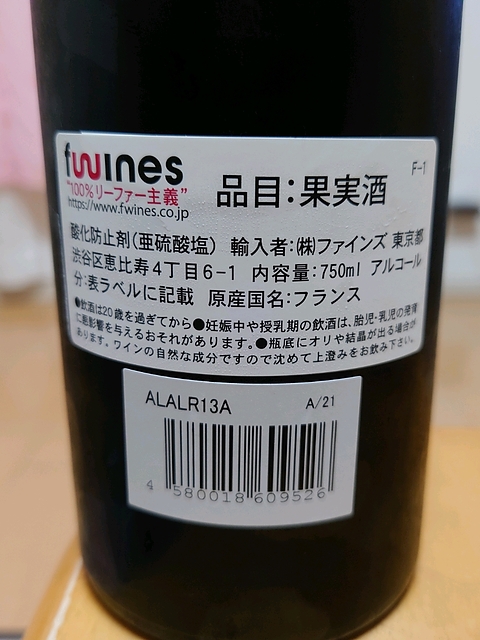 fwines
"100%リーファー主義"
https://www.fwines.co.jp
F-1
品目:果実酒
酸化防止剤(亜硫酸塩) 輸入者:㈱ファインズ 東京都
渋谷区恵比寿4丁目6-1 内容量:750ml アルコール
分:表ラベルに記載 原産国名:フランス
●飲酒は20歳を過ぎてから●妊娠中や授乳期の飲酒は、胎児・乳児の発育
に悪影響を与えるおそれがあります。●瓶底にオリや結晶が出る場合が
あります。ワインの自然な成分ですので沈めて上澄みをお飲み下さい。
ALALR13A A/21
4 580018 609526